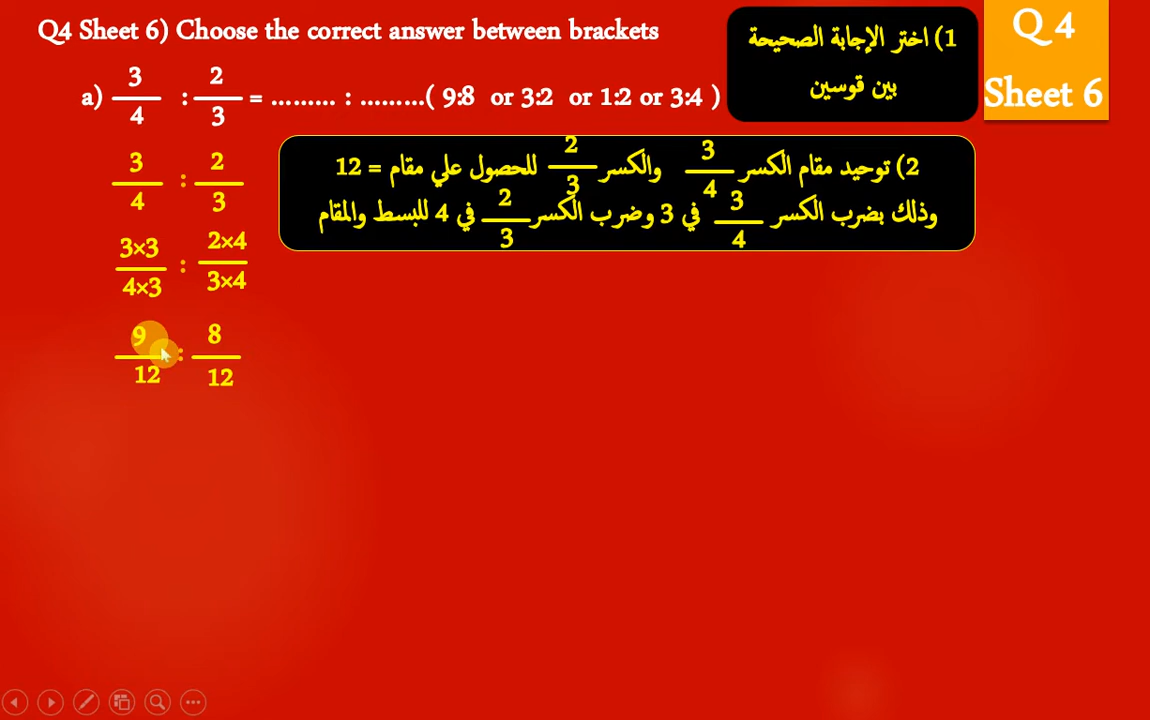 Q4 Sheet 6) Choose the correct answer between brackets
1) اختر الإجابة الصحيحة
بين قوسين
Q 4
Sheet 6
a) 3/4 : 2/3 = ......... : .........( 9:8 or 3:2 or 1:2 or 3:4 )
2) توحيد مقام الكسر 3/4 والكسر 2/3 للحصول علي مقام = 12
وذلك بضرب الكسر 3/4 في 3 وضرب الكسر 2/3 في 4 للبسط والمقام
3/4 : 2/3
3×3/4×3 : 2×4/3×4
9/12 : 8/12